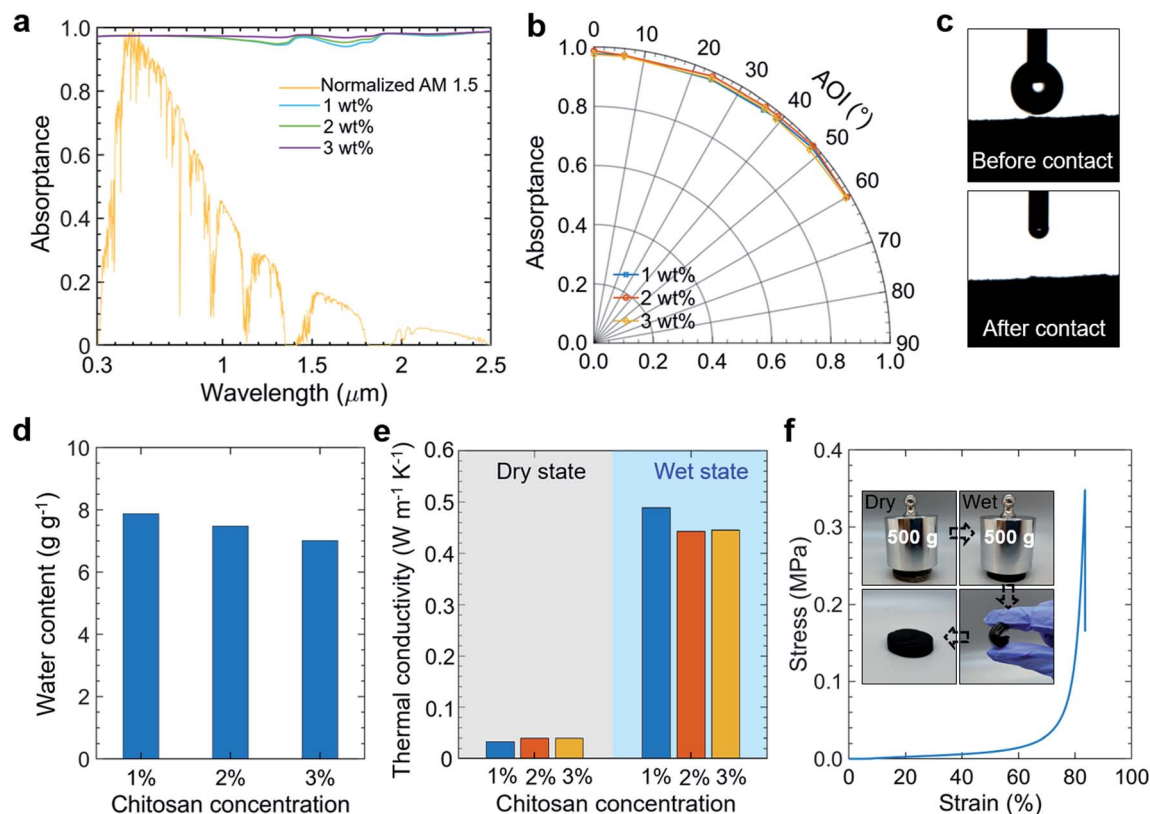 a
1.0
0.8
0.6
0.4
0.2
0
Absorptance
Normalized AM 1.5
1 wt%
2 wt%
3 wt%
0.3
1
1.5
2
2.5
Wavelength (μm)
b
1.0
0.8
0.6
0.4
0.2
0.0
Absorptance
0
10
20
30
40
50
60
70
80
90
AOI (°)
1 wt%
2 wt%
3 wt%
0.0
0.2
0.4
0.6
0.8
1.0
c
Before contact
After contact
d
10
8
6
4
2
0
Water content (g g⁻¹)
1%
2%
3%
Chitosan concentration
e
0.6
0.5
0.4
0.3
0.2
0.1
0
Thermal conductivity (W m⁻¹ K⁻¹)
Dry state
Wet state
1%
2%
3%
1%
2%
3%
Chitosan concentration
f
0.4
0.3
0.2
0.1
0.0
Stress (MPa)
Dry
Wet
500 g
500 g
0
20
40
60
80
100
Strain (%)